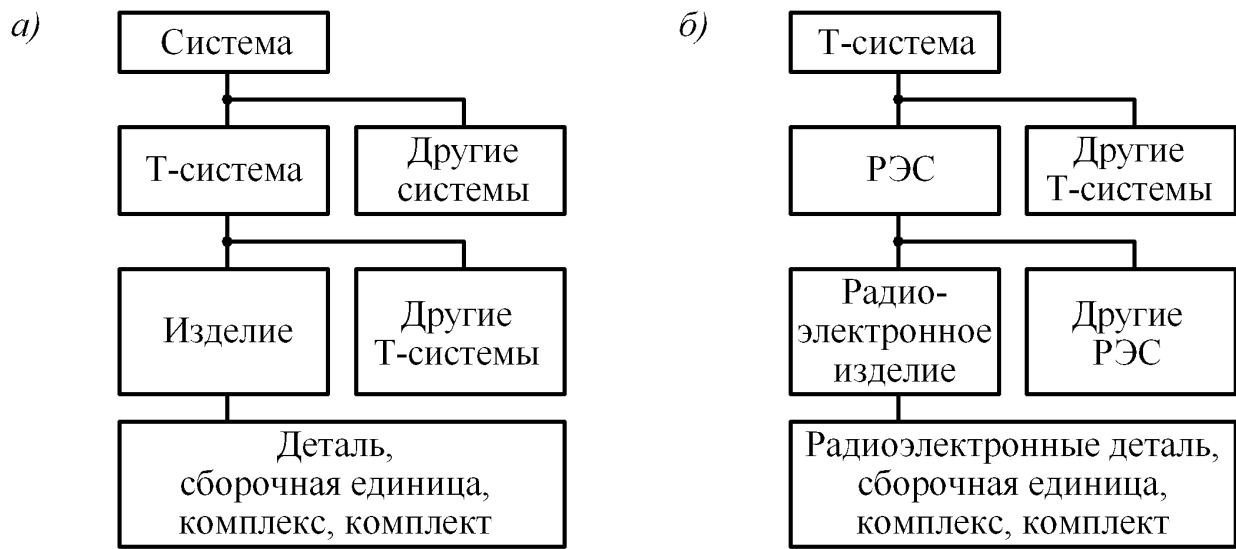 а)
Система
Т-система
Другие
системы
Изделие
Другие
Т-системы
Деталь,
сборочная единица,
комплекс, комплект
б)
Т-система
РЭС
Другие
Т-системы
Радио-
электронное
изделие
Другие
РЭС
Радиоэлектронные деталь,
сборочная единица,
комплекс, комплект